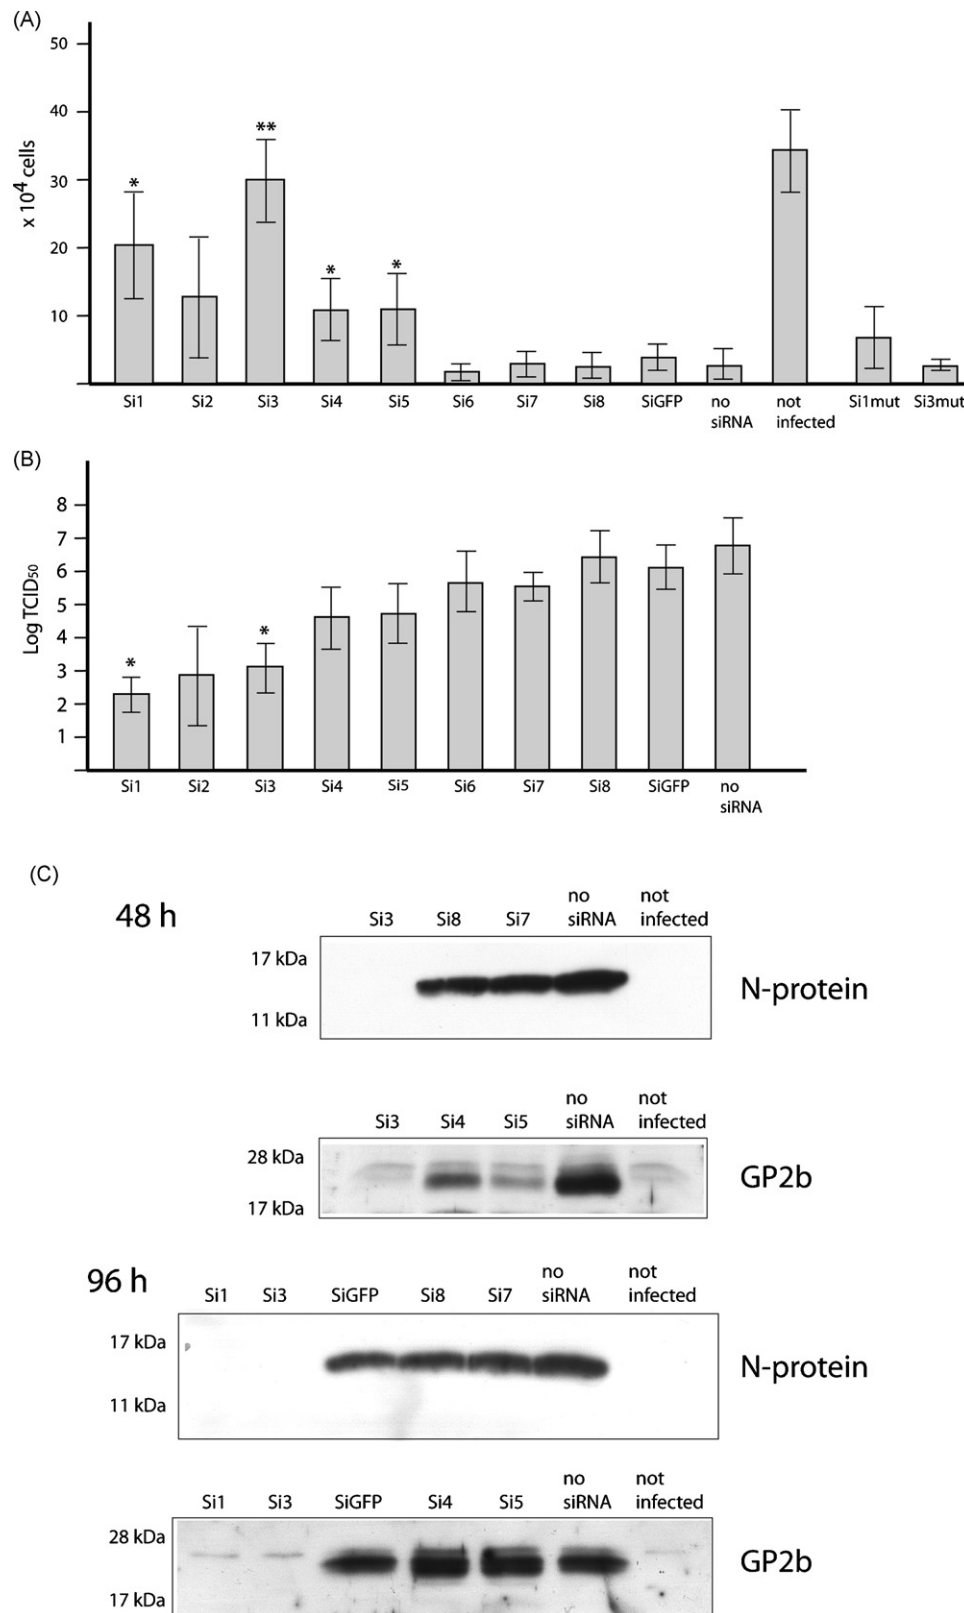 (A)
50
40
30
20
10
x 10⁴ cells
* ** * *
Si1 Si2 Si3 Si4 Si5 Si6 Si7 Si8 SiGFP no siRNA not infected Si1mut Si3mut
(B)
8
7
6
5
4
3
2
1
Log TCID₅₀
* *
Si1 Si2 Si3 Si4 Si5 Si6 Si7 Si8 SiGFP no siRNA
(C)
48 h
Si3 Si8 Si7 no siRNA not infected
17 kDa
11 kDa
N-protein
Si3 Si4 Si5 no siRNA not infected
28 kDa
17 kDa
GP2b
96 h
Si1 Si3 SiGFP Si8 Si7 no siRNA not infected
17 kDa
11 kDa
N-protein
Si1 Si3 SiGFP Si4 Si5 no siRNA not infected
28 kDa
17 kDa
GP2b